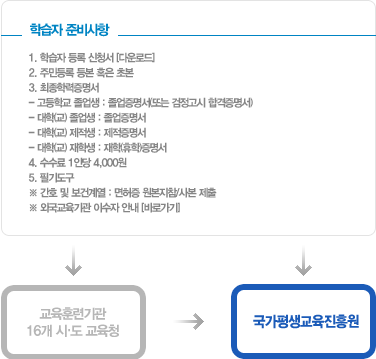 학습자 준비사항
1. 학습자 등록 신청서 [다운로드]
2. 주민등록 등본 혹은 초본
3. 최종학력증명서
- 고등학교 졸업생 : 졸업증명서(또는 검정고시 합격증명서)
- 대학(교) 졸업생 : 졸업증명서
- 대학(교) 제적생 : 제적증명서
- 대학(교) 재학생 : 재학(휴학)증명서
4. 수수료 1인당 4,000원
5. 필기도구
※ 간호 및 보건계열 : 면허증 원본지참/사본 제출
※ 외국교육기관 이수자 안내 [바로가기]
교육훈련기관
16개 시·도 교육청
국가평생교육진흥원